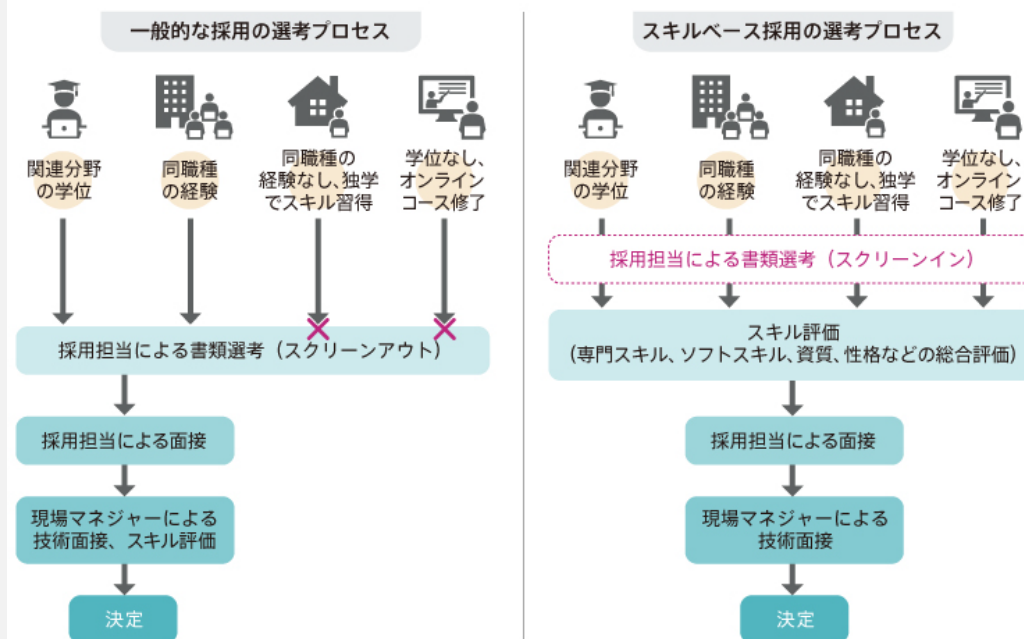 一般的な採用の選考プロセス
関連分野
の学位
同職種
の経験
同職種の
経験なし、独学
でスキル習得
学位なし、
オンライン
コース修了
採用担当による書類選考（スクリーンアウト）
採用担当による面接
現場マネジャーによる
技術面接、スキル評価
決定
スキルベース採用の選考プロセス
関連分野
の学位
同職種
の経験
同職種の
経験なし、独学
でスキル習得
学位なし、
オンライン
コース修了
採用担当による書類選考（スクリーンイン）
スキル評価
（専門スキル、ソフトスキル、資質、性格などの総合評価）
採用担当による面接
現場マネジャーによる
技術面接
決定